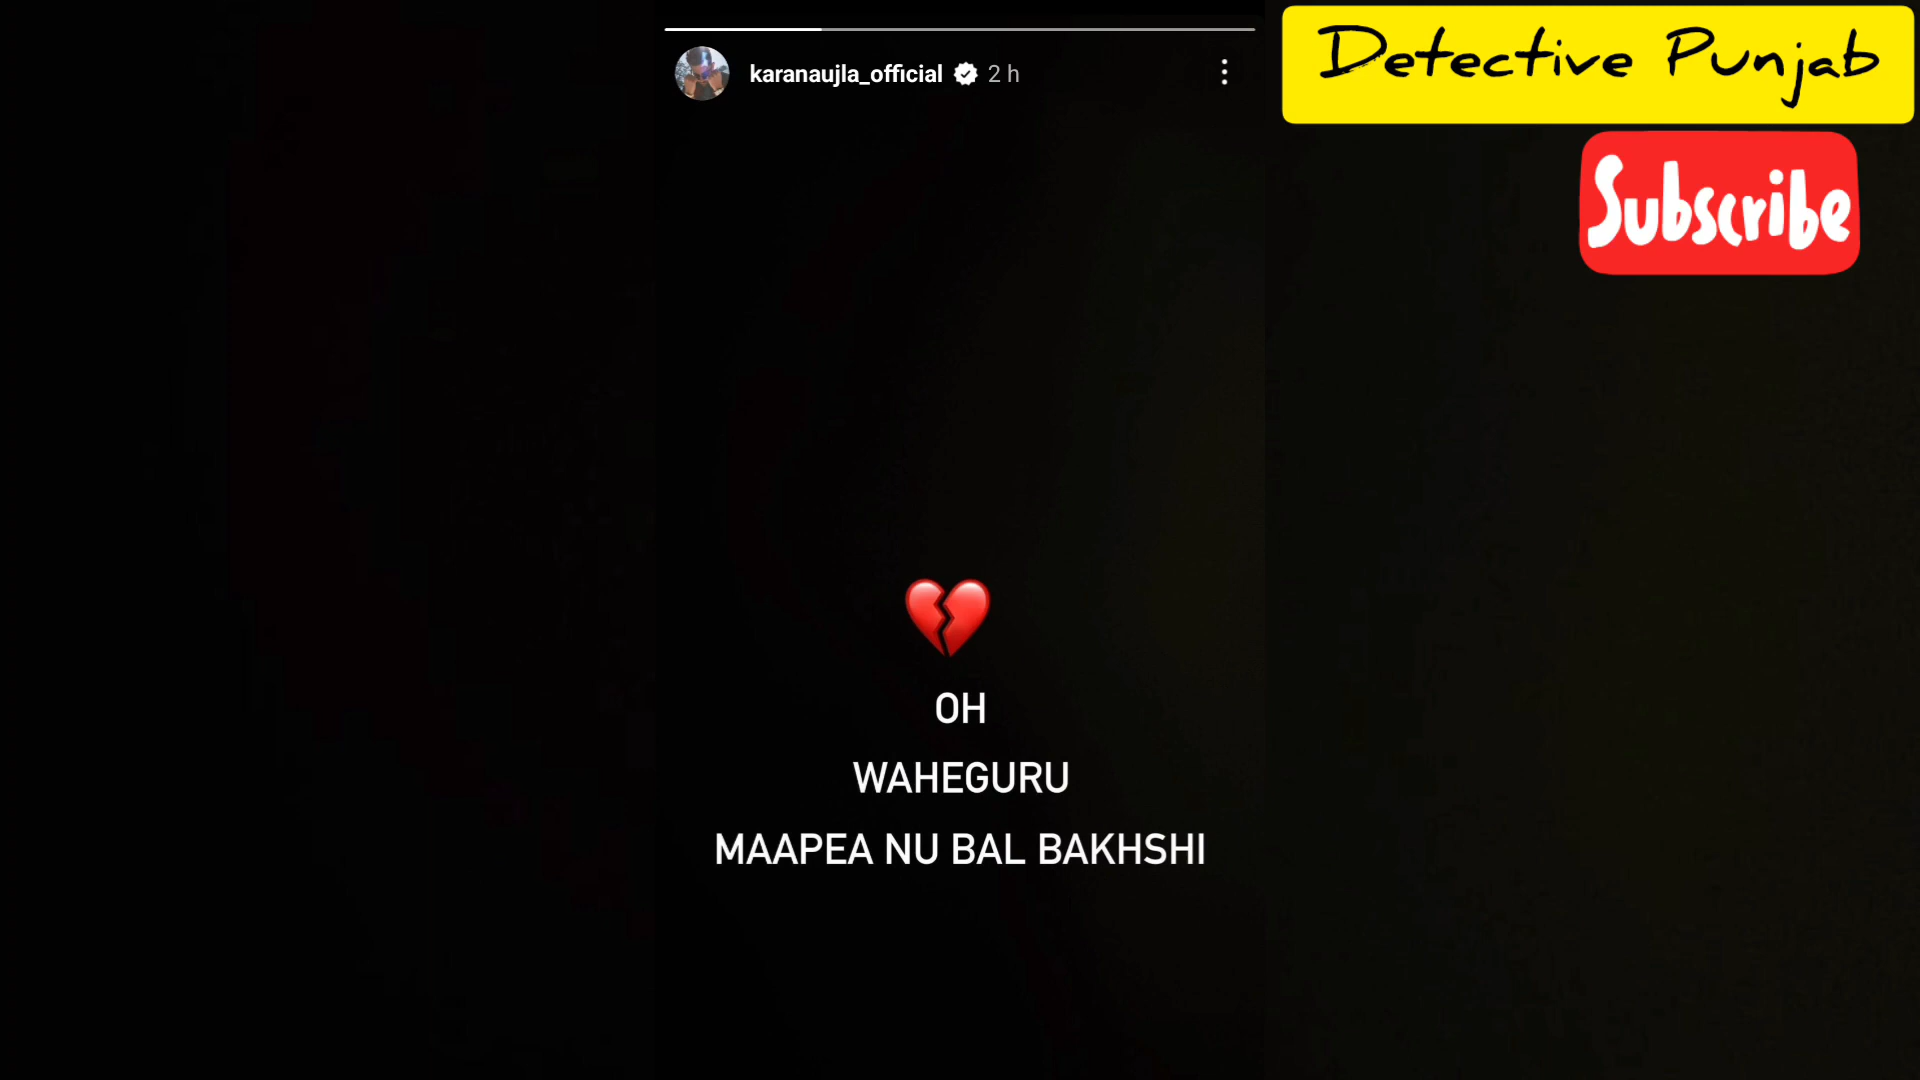 karanaujla_official 2 h
Detective Punjab
Subscribe
💔
OH
WAHEGURU
MAAPEA NU BAL BAKHSHI